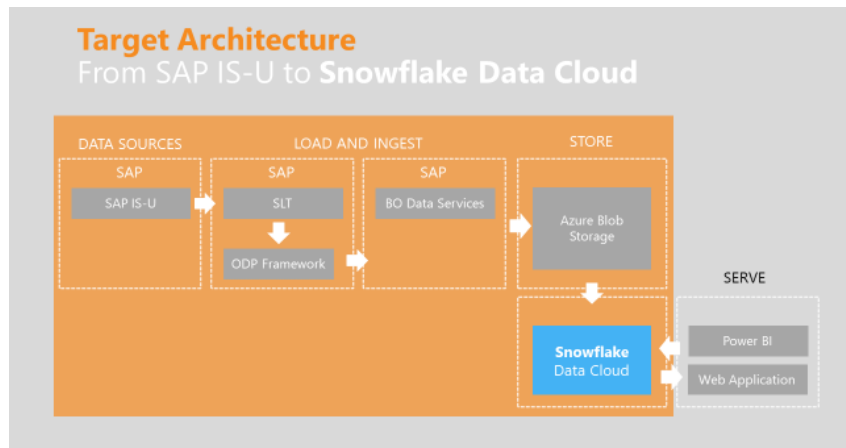 Target Architecture
From SAP IS-U to Snowflake Data Cloud
DATA SOURCES
LOAD AND INGEST
STORE
SAP
SAP
SAP
SAP IS-U
SLT
BO Data Services
Azure Blob
Storage
ODP Framework
SERVE
Snowflake
Data Cloud
Power BI
Web Application